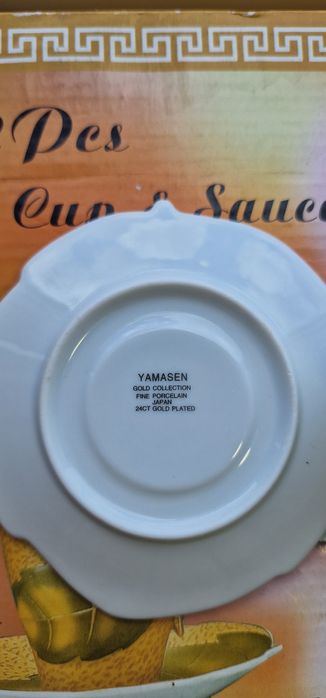 Pcs
Cup & Sauc
YAMASEN
GOLD COLLECTION
FINE PORCELAIN
JAPAN
24CT GOLD PLATED